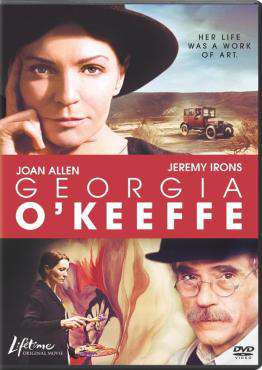 HER LIFE
WAS A WORK
OF ART.
JOAN ALLEN
JEREMY IRONS
GEORGIA
O'KEEFFE
Lifetime
ORIGINAL MOVIE
DVD
VIDEO